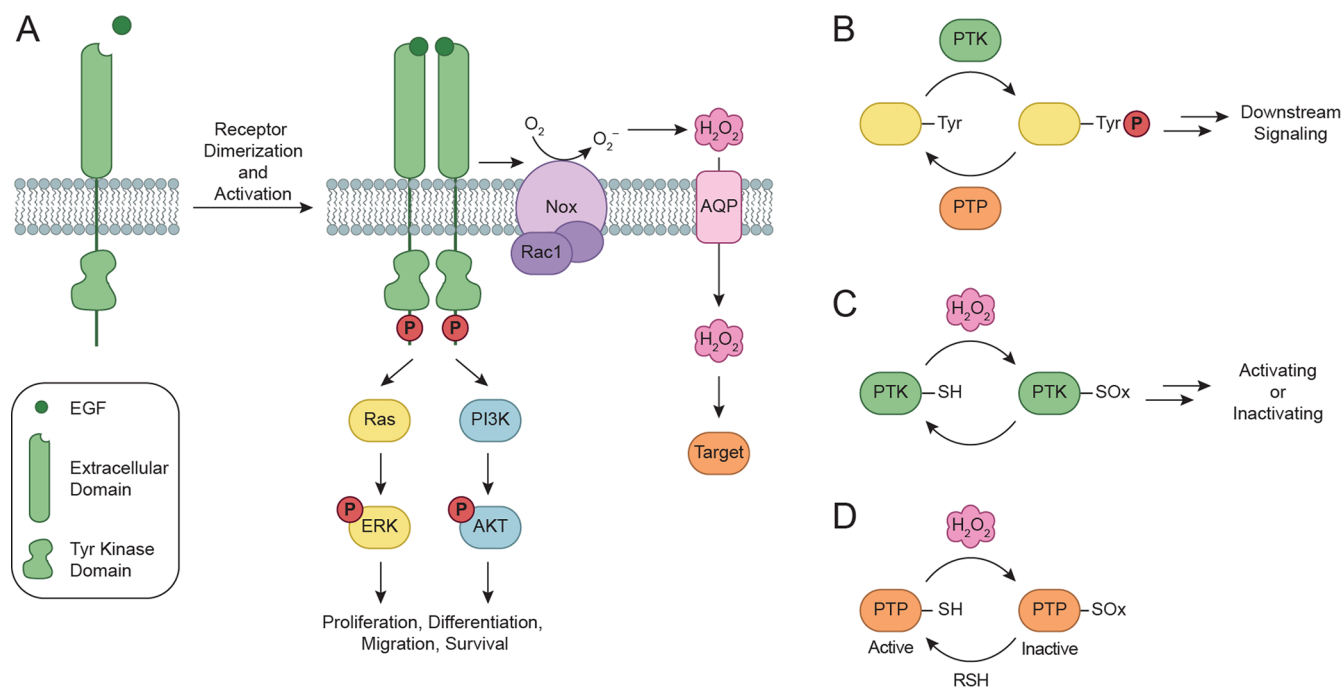 A
Receptor
Dimerization
and
Activation
O₂
O₂⁻
H₂O₂
Nox
Rac1
AQP
P
P
H₂O₂
Ras
PI3K
Target
P
ERK
P
AKT
Proliferation, Differentiation,
Migration, Survival
EGF
Extracellular
Domain
Tyr Kinase
Domain
B
PTK
Tyr
Tyr P
Downstream
Signaling
PTP
C
H₂O₂
PTK SH
PTK SOx
Activating
or
Inactivating
D
H₂O₂
PTP SH
PTP SOx
Active
Inactive
RSH